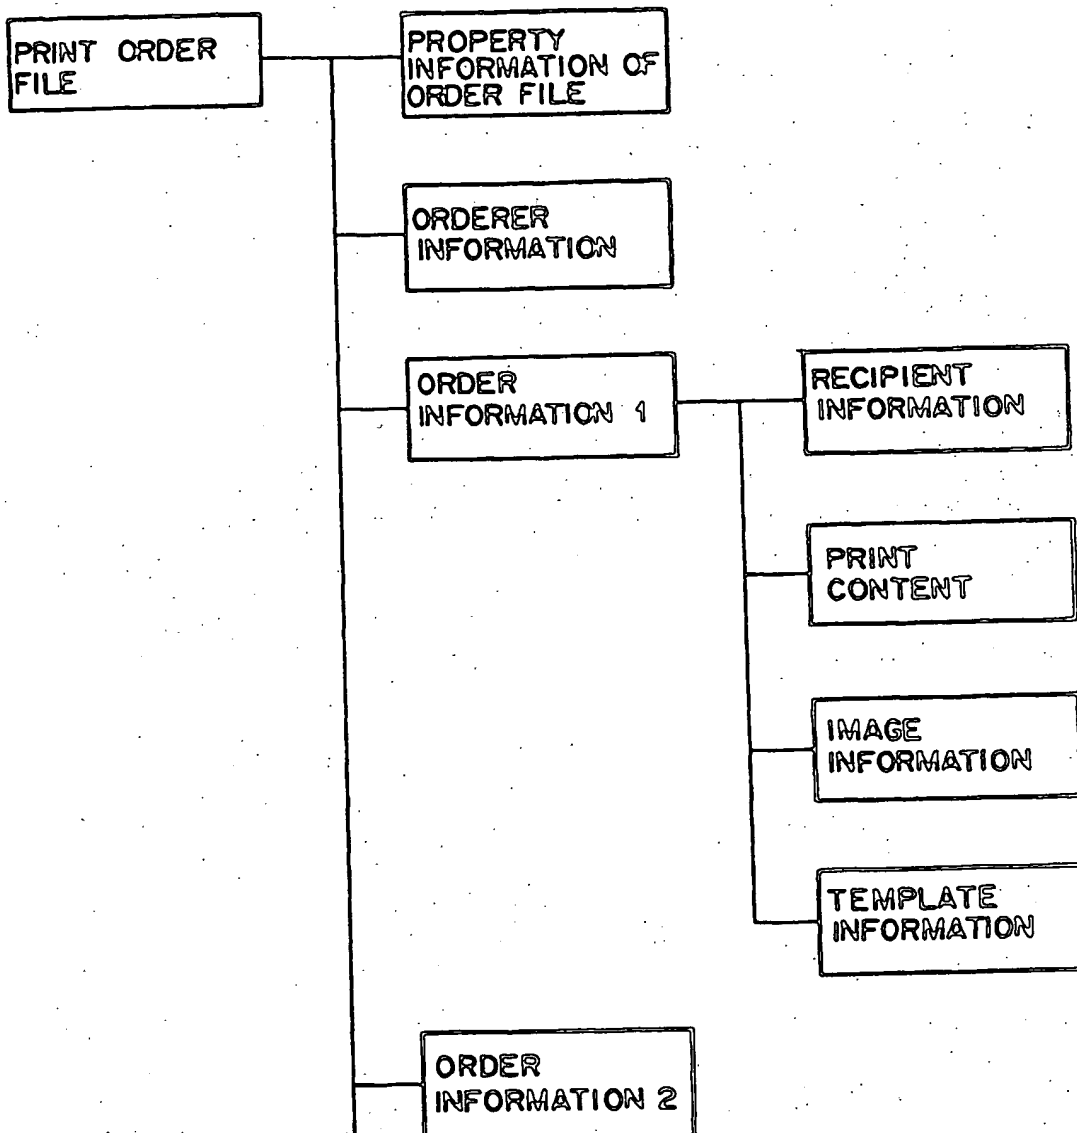 PRINT ORDER
FILE
PROPERTY
INFORMATION OF
ORDER FILE
ORDERER
INFORMATION
ORDER
INFORMATION 1
RECIPIENT
INFORMATION
PRINT
CONTENT
IMAGE
INFORMATION
TEMPLATE
INFORMATION
ORDER
INFORMATION 2